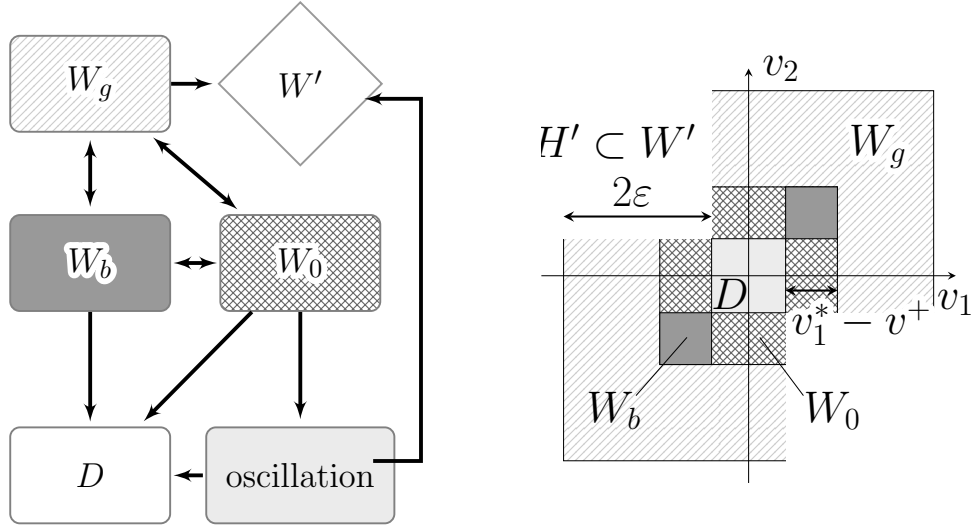 W_g
W'
W_b
W_0
D
oscillation
v_2
H' ⊂ W'
W_g
2ε
D
v_1
v_1^* − v^+
W_b
W_0